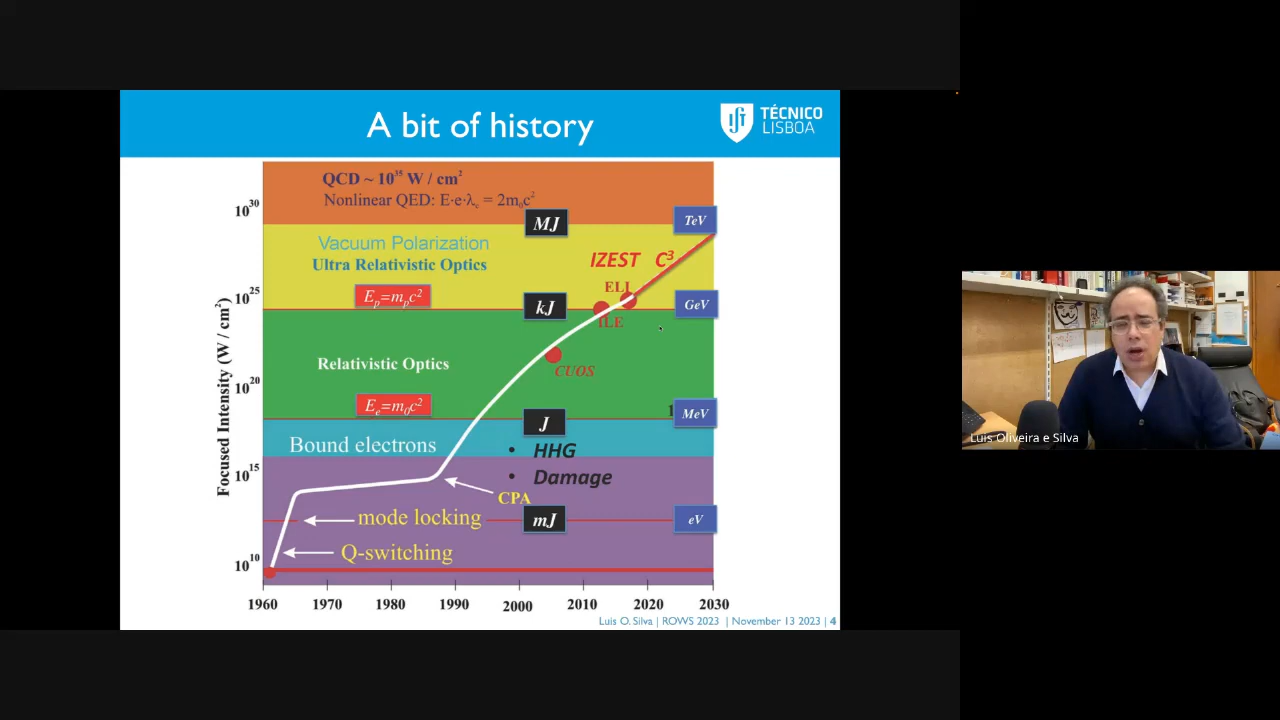 A bit of history
TÉCNICO
LISBOA
QCD ~ 10³⁵ W / cm²
Nonlinear QED: E·e·λc = 2m₀c²
10³⁰
MJ
TeV
Vacuum Polarization
Ultra Relativistic Optics
IZEST C³
10²⁵
Eₚ=mₚc²
ELI
kJ
GeV
ILE
Focused Intensity (W / cm²)
Relativistic Optics
CUOS
10²⁰
Eₑ=m₀c²
1
MeV
J
Bound electrons
• HHG
• Damage
10¹⁵
CPA
mode locking
mJ
eV
Q-switching
10¹⁰
1960 1970 1980 1990 2000 2010 2020 2030
Luis O. Silva | ROWS 2023 | November 13 2023 | 4
Luis Oliveira e Silva